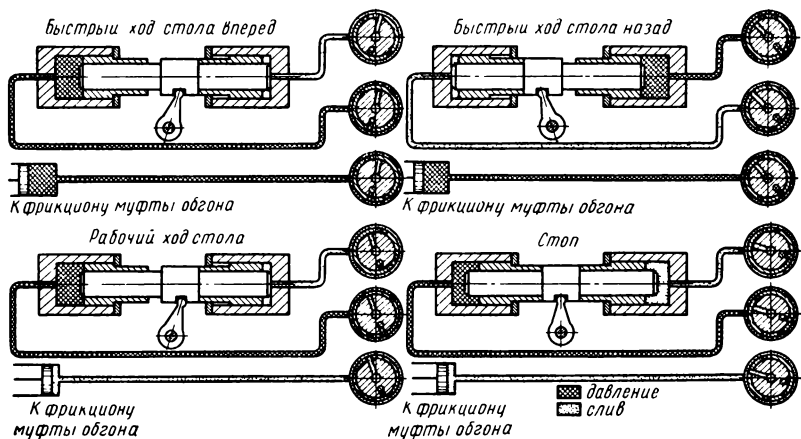 Быстрый ход стола вперед
Быстрый ход стола назад
К фрикциону муфты обгона
К фрикциону муфты обгона
Рабочий ход стола
Стоп
К фрикциону
муфты обгона
К фрикциону
муфты обгона
давление
слив